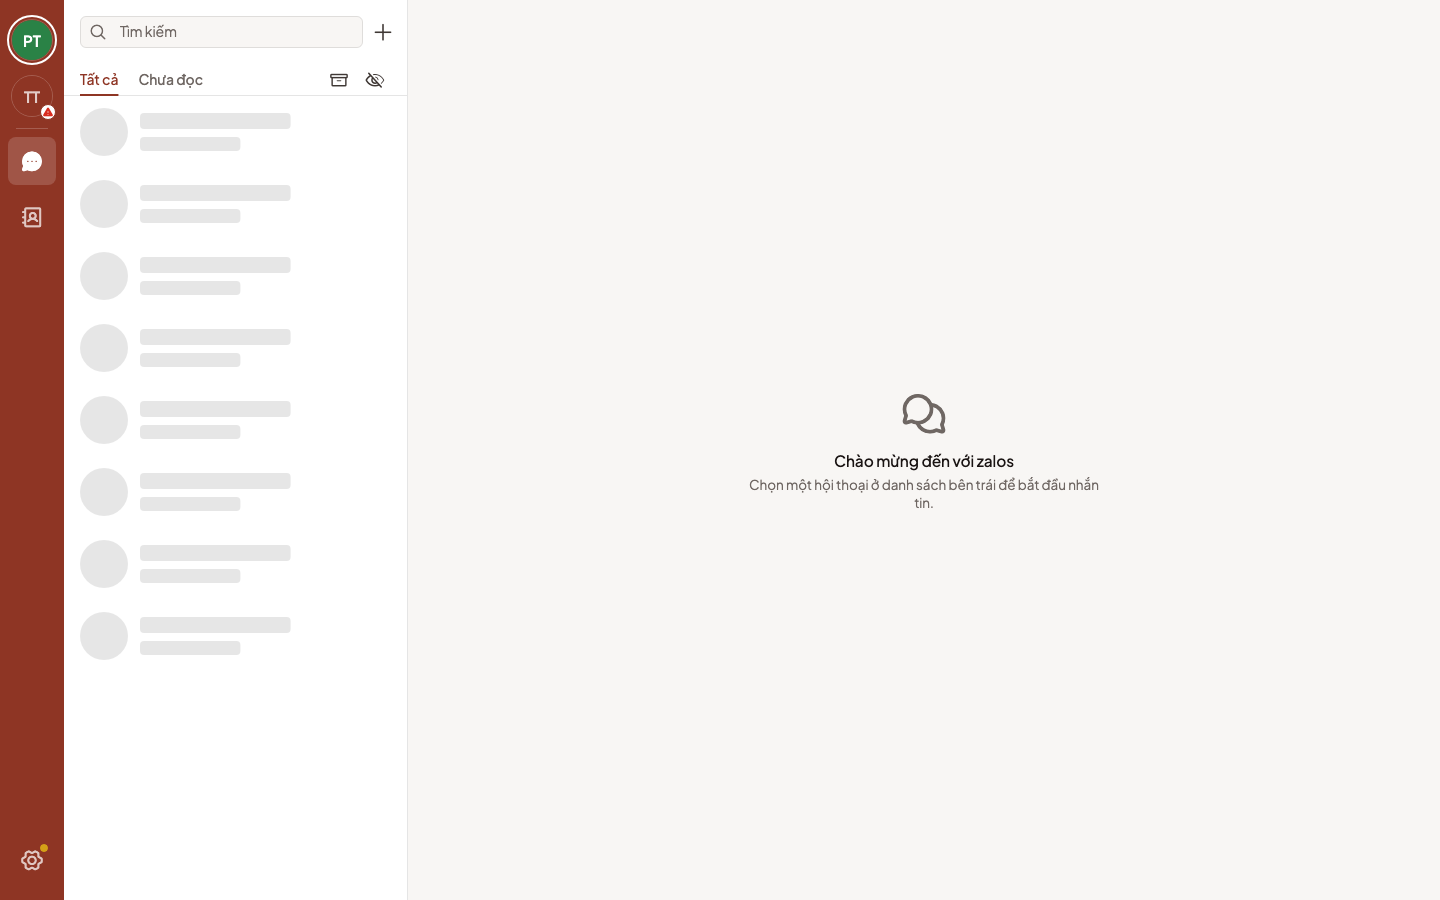 PT
Tìm kiếm
TT
Tất cả
Chưa đọc
Chào mừng đến với zalos
Chọn một hội thoại ở danh sách bên trái để bắt đầu nhắn
tin.